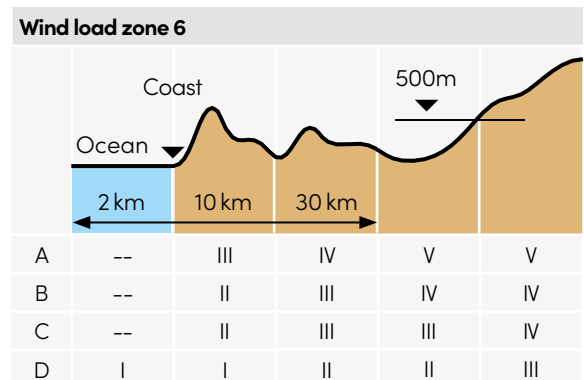 Wind load zone 6
500m
Coast
Ocean
2 km 10 km 30 km
A -- III IV V V
B -- II III IV IV
C -- II III III IV
D I I II II III